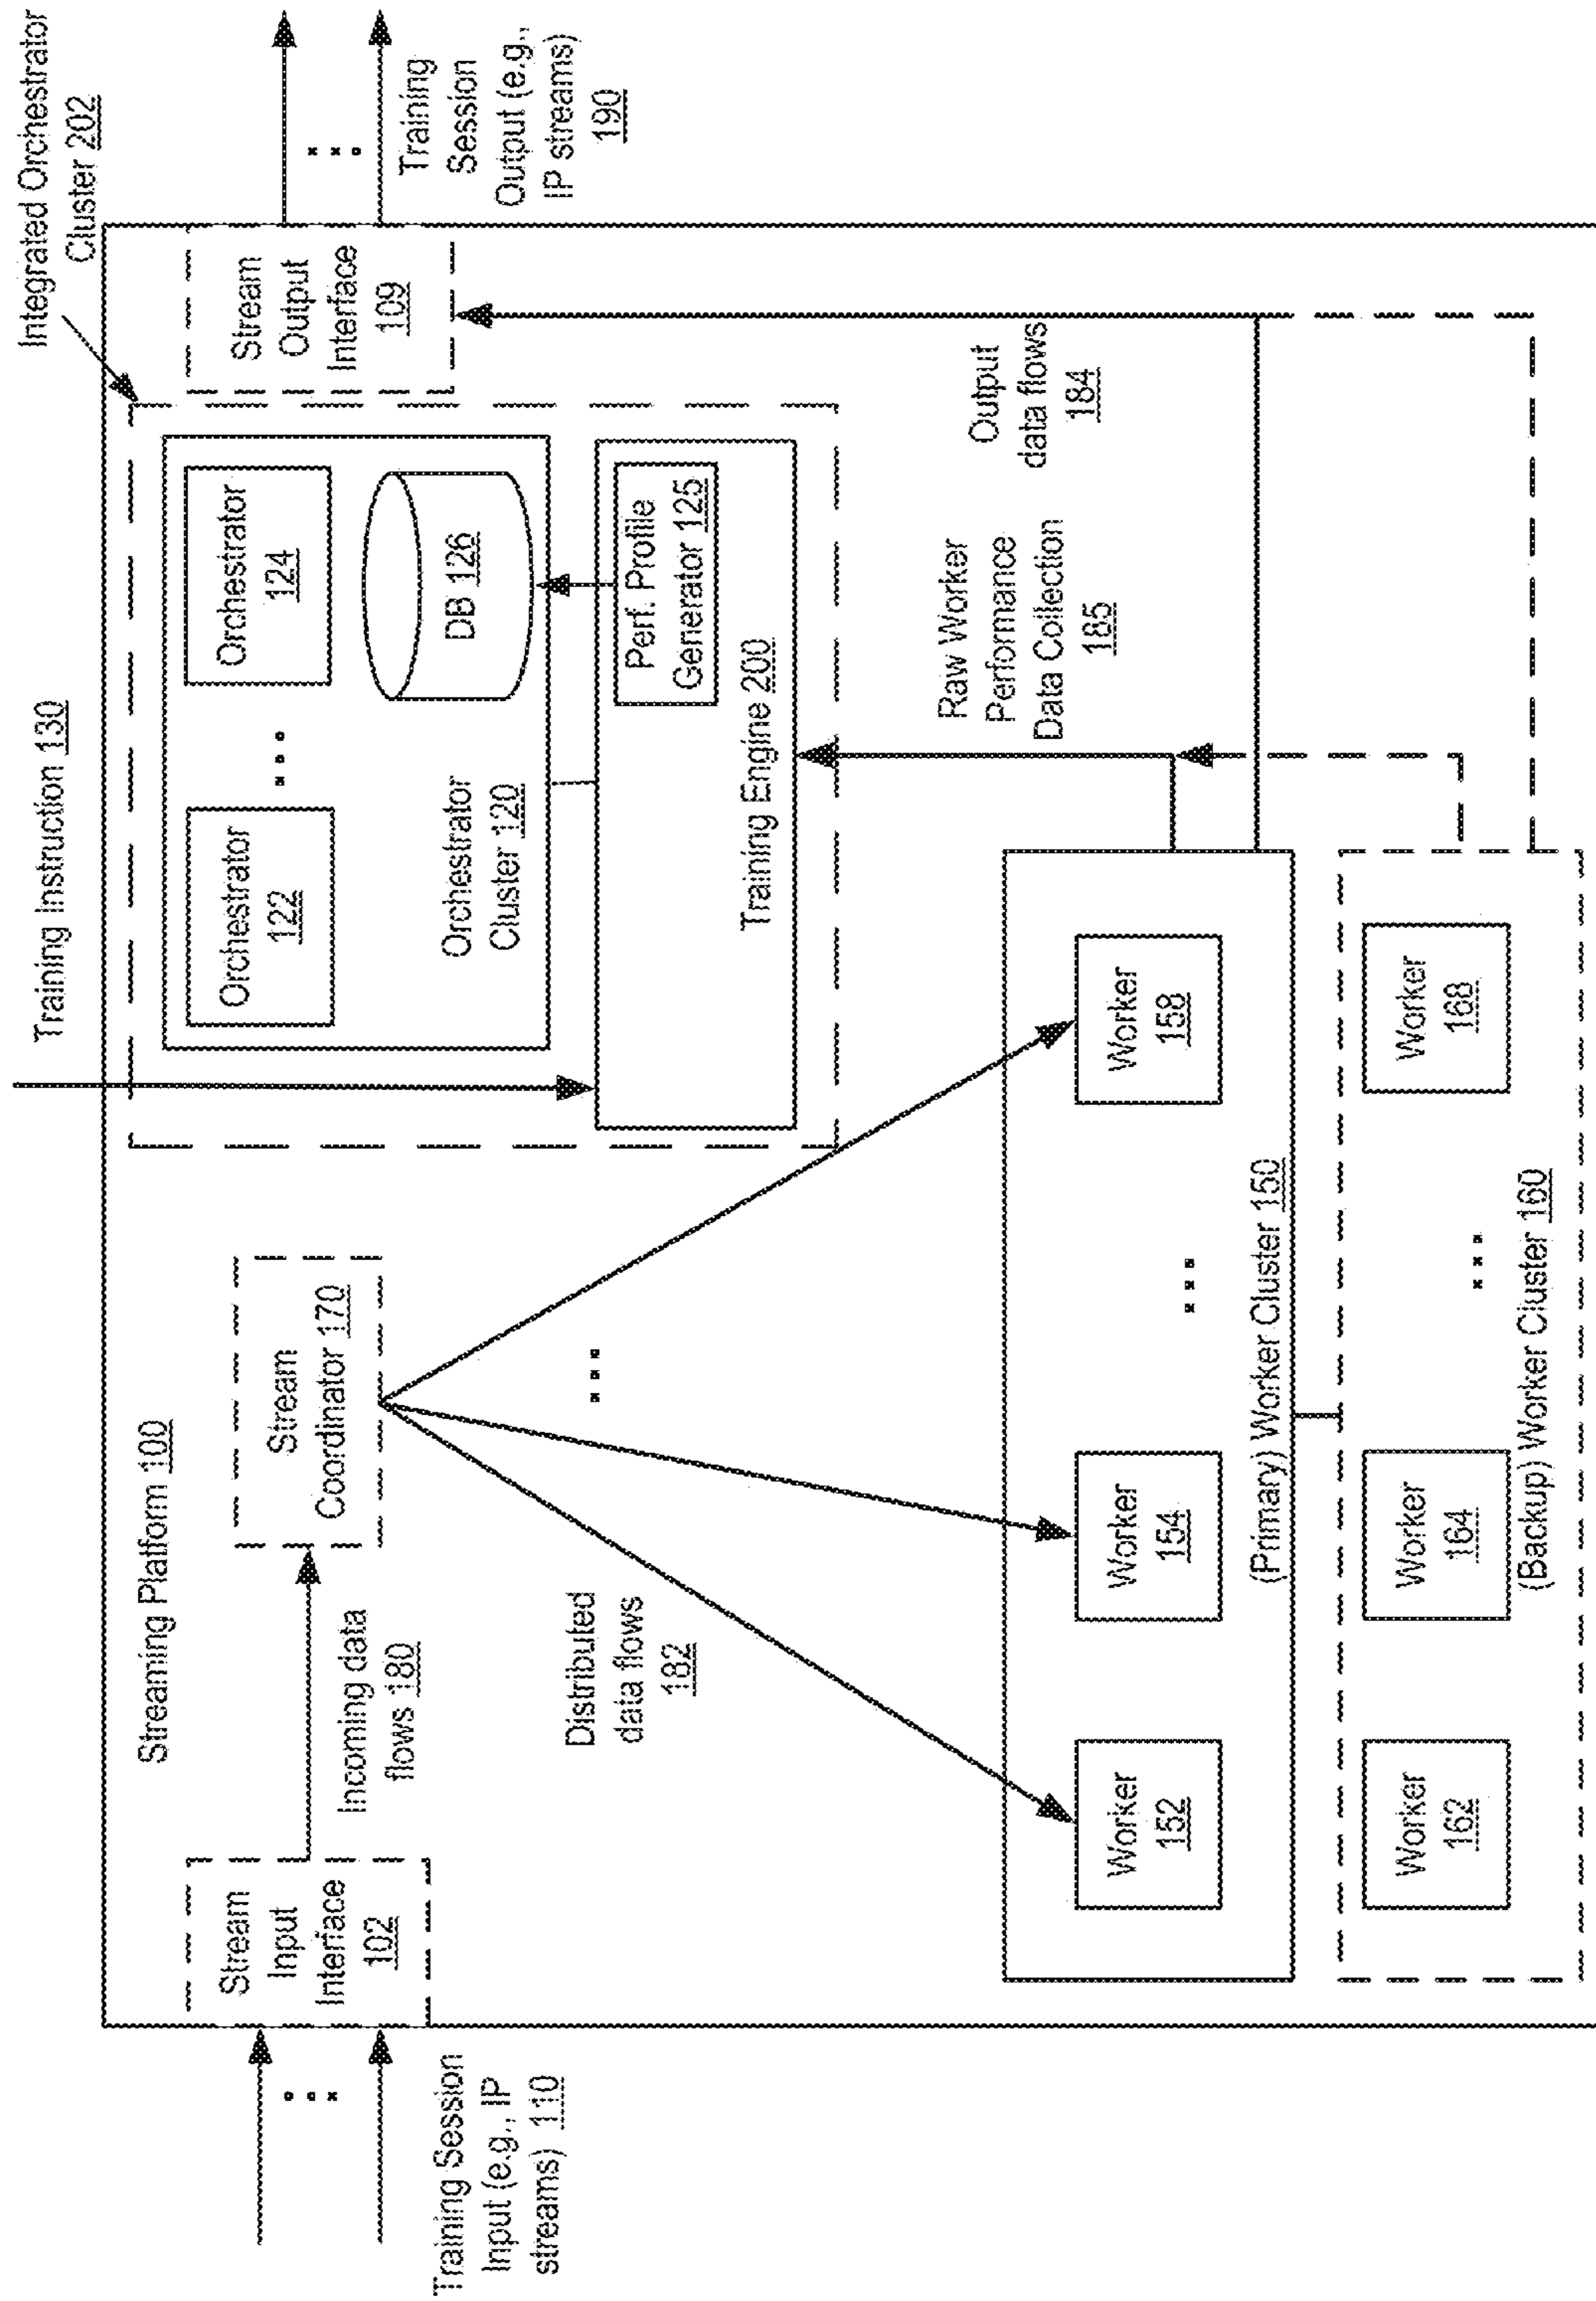 Integrated Orchestrator
Cluster 202
Training Instruction 130
Streaming Platform 100
Stream
Input
Interface
102
Incoming data
flows 180
Stream
Coordinator 170
Orchestrator
122
Orchestrator
124
DB 126
Orchestrator
Cluster 120
Perf. Profile
Generator 125
Training Engine 200
Stream
Output
Interface
109
Training
Session
Output (e.g.,
IP streams)
190
Training Session
Input (e.g., IP
streams) 110
Distributed
data flows
182
Raw Worker
Performance
Data Collection
185
Output
data flows
184
Worker
152
Worker
154
Worker
158
(Primary) Worker Cluster 150
Worker
162
Worker
164
Worker
168
(Backup) Worker Cluster 160